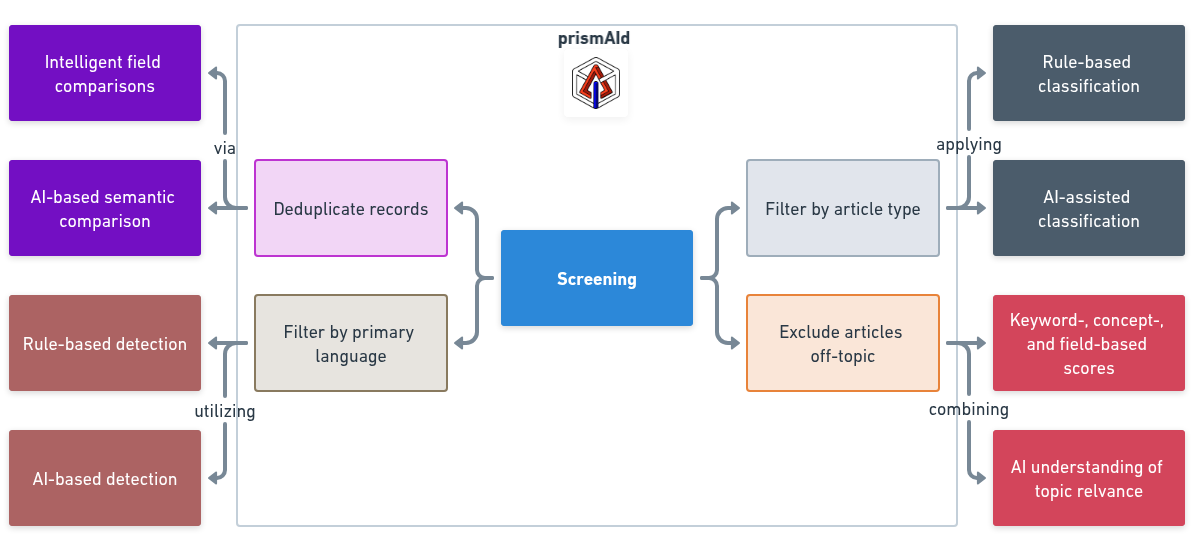 prismAId
Intelligent field
comparisons
via
AI-based semantic
comparison
Deduplicate records
Rule-based detection
utilizing
AI-based detection
Filter by primary
language
Screening
Filter by article type
applying
Rule-based
classification
AI-assisted
classification
Exclude articles
off-topic
combining
Keyword-, concept-,
and field-based
scores
AI understanding of
topic relvance